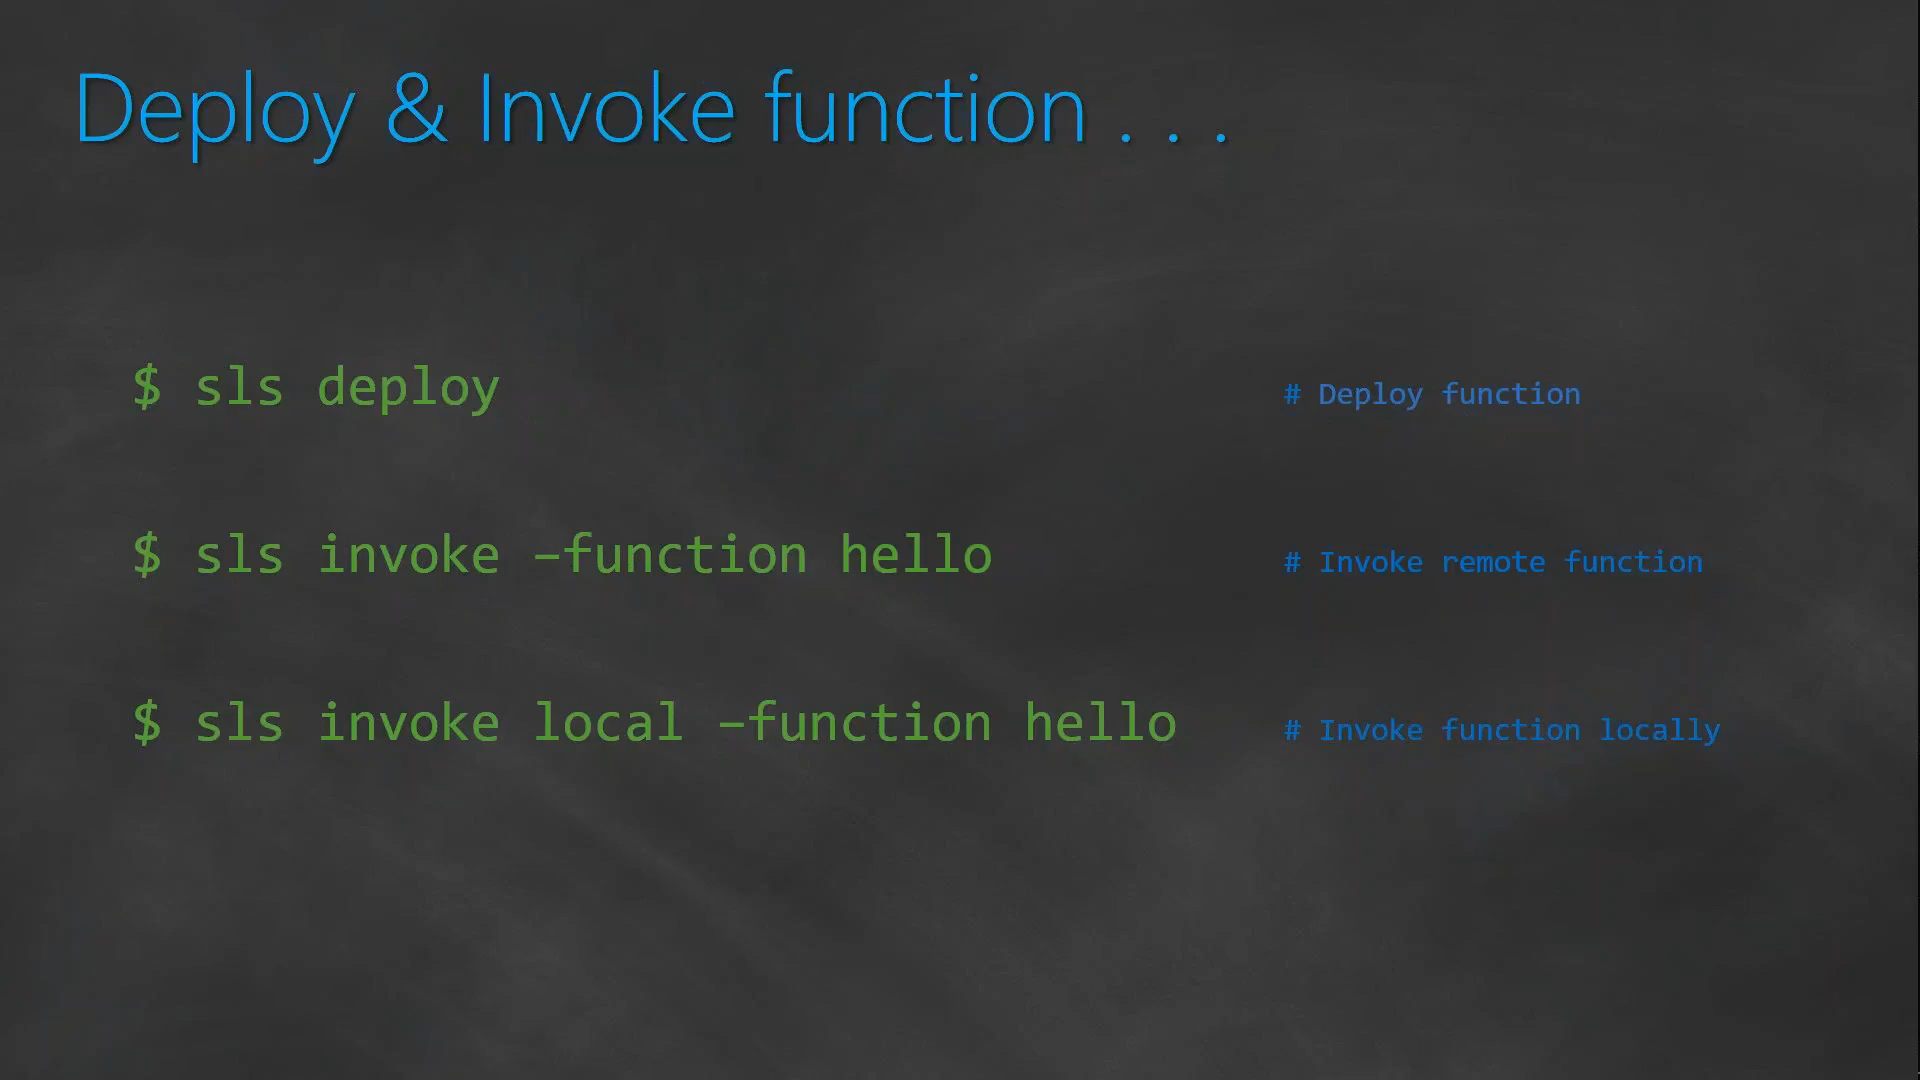 Deploy & Invoke function . . .
$ sls deploy # Deploy function
$ sls invoke –function hello # Invoke remote function
$ sls invoke local –function hello # Invoke function locally